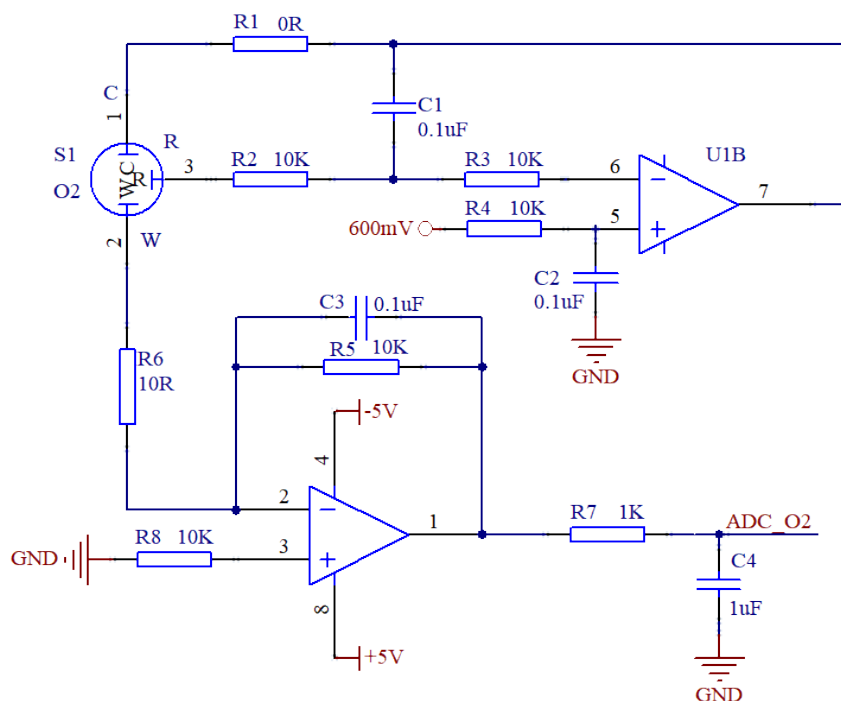 R1 0R
C
1
C1
0.1uF
S1
O2
R
3
R2 10K
R3 10K
6
U1B
7
WC
R
600mV
R4 10K
5
2
W
C2
0.1uF
GND
C3
0.1uF
R5 10K
R6
10R
-5V
4
2
1
R7 1K
ADC_O2
GND
R8 10K
3
8
C4
1uF
+5V
GND